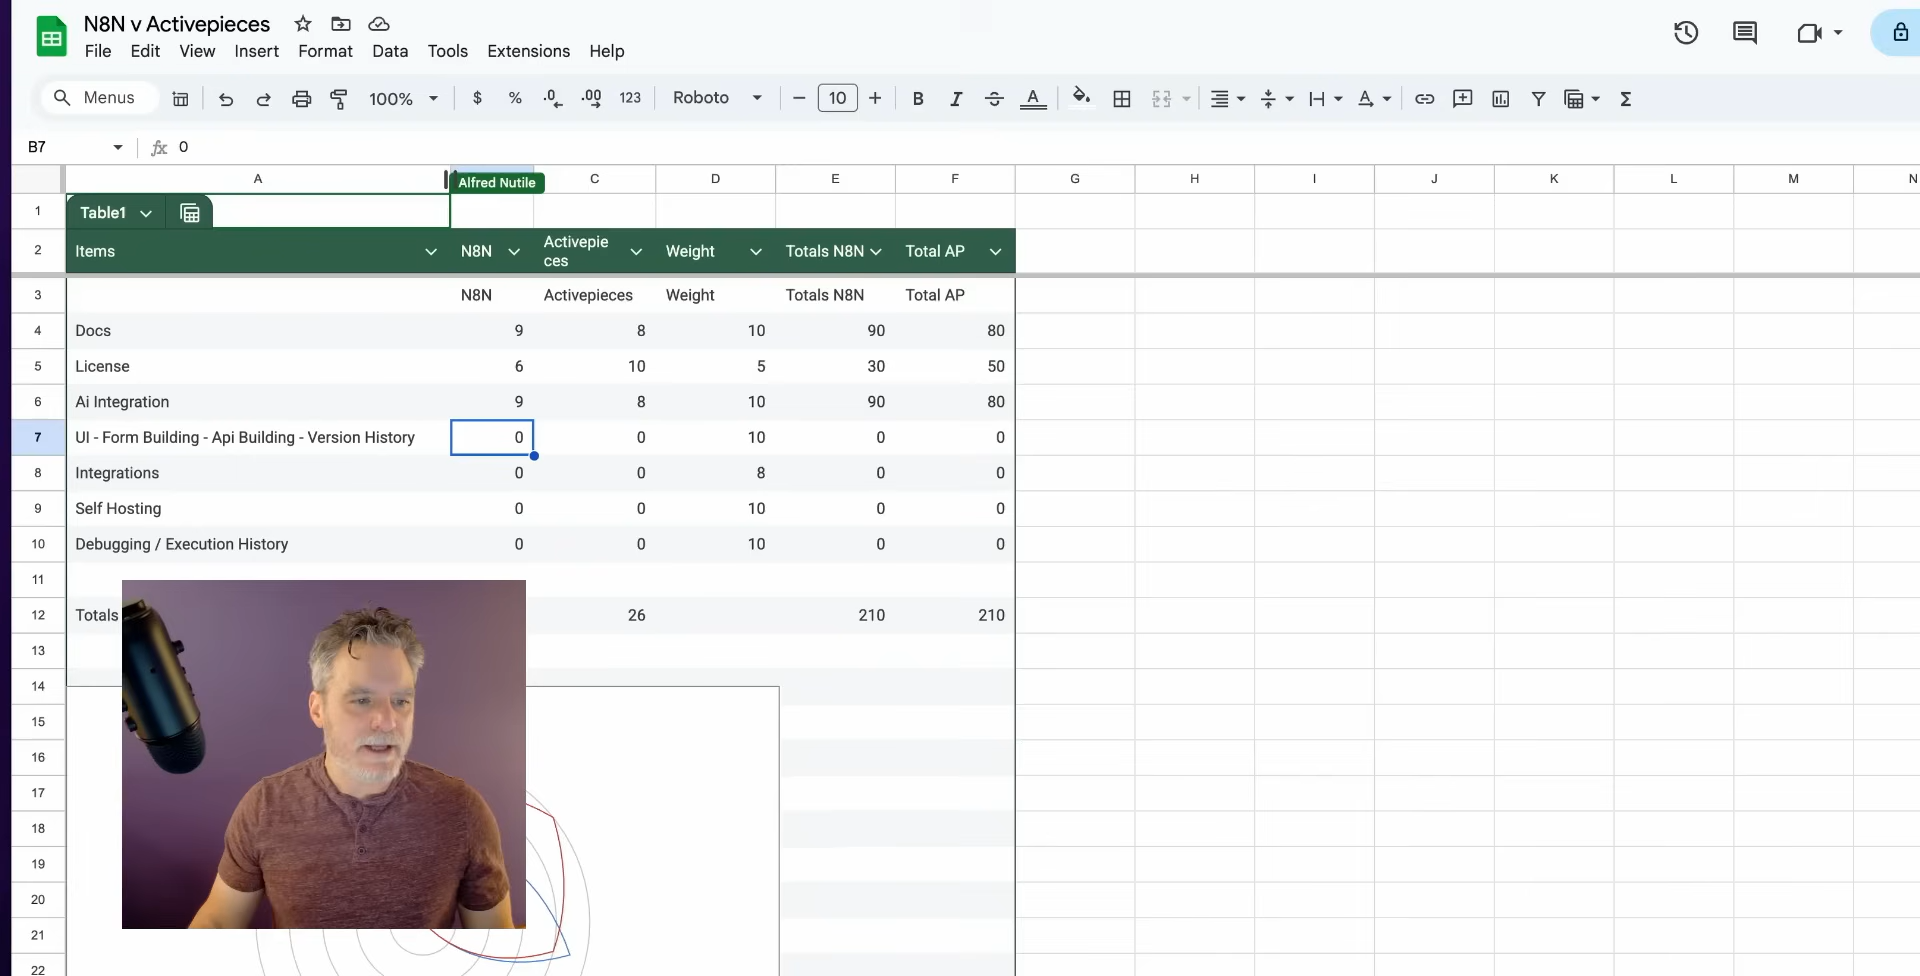 N8N v Activepieces
File Edit View Insert Format Data Tools Extensions Help
Menus 100% $ % .0 .00 123 Roboto 10 B I S A A Σ
B7 fx 0
A Alfred Nutile C D E F G H I J K L M N
1 Table1
2 Items N8N Activepie Weight Totals N8N Total AP
ces
3 N8N Activepieces Weight Totals N8N Total AP
4 Docs 9 8 10 90 80
5 License 6 10 5 30 50
6 Ai Integration 9 8 10 90 80
7 UI - Form Building - Api Building - Version History 0 0 10 0 0
8 Integrations 0 0 8 0 0
9 Self Hosting 0 0 10 0 0
10 Debugging / Execution History 0 0 10 0 0
11
12 Totals 26 210 210
13
14
15
16
17
18
19
20
21
22